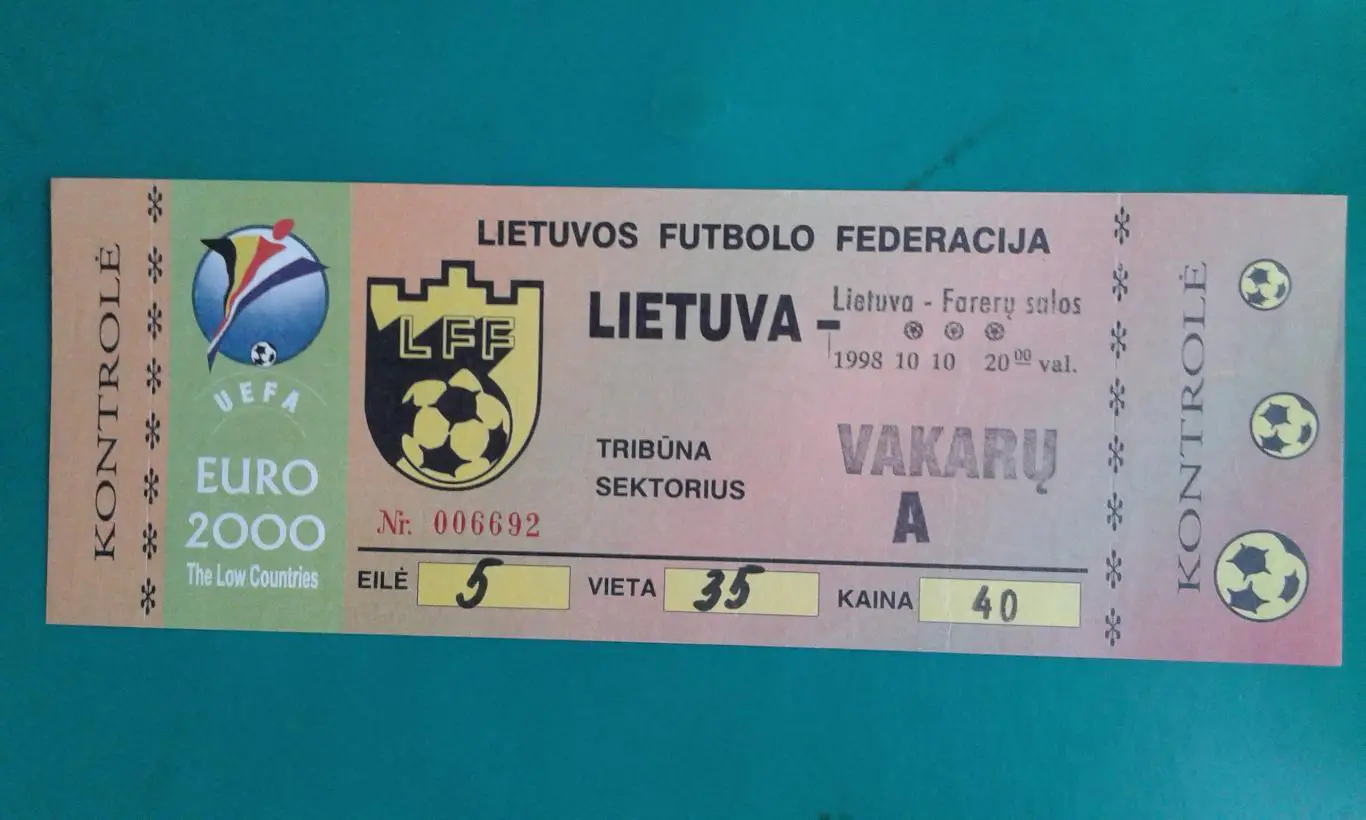 KONTROLĖ
UEFA
EURO
2000
The Low Countries
LIETUVOS FUTBOLO FEDERACIJA
LFF
LIETUVA -
Lietuva - Farerų salos
1998 10 10 20⁰⁰ val.
TRIBŪNA VAKARŲ
SEKTORIUS A
Nr. 006692
EILĖ 5 VIETA 35 KAINA 40
KONTROLĖ